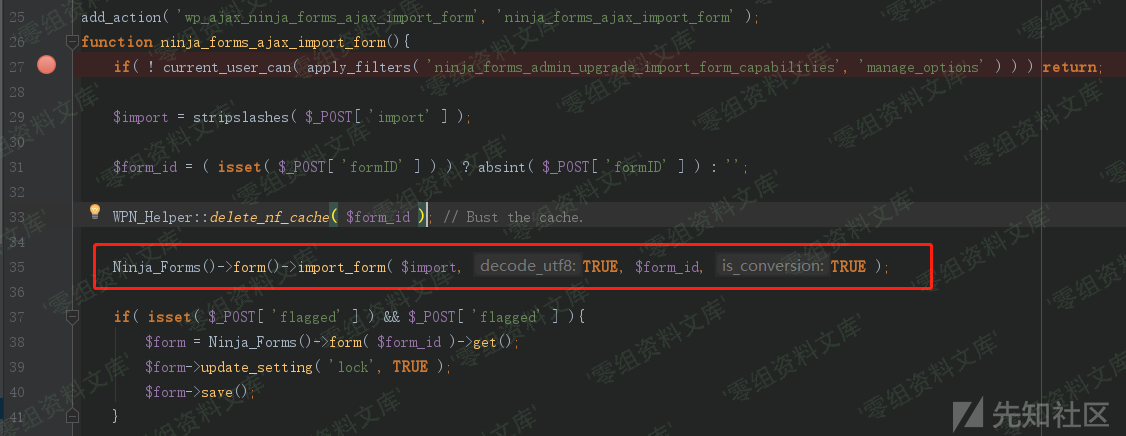 25 add_action( 'wp_ajax_ninja_forms_ajax_import_form', 'ninja_forms_ajax_import_form' );
26 function ninja_forms_ajax_import_form(){
27 if( ! current_user_can( apply_filters( 'ninja_forms_admin_upgrade_import_form_capabilities', 'manage_options' ) ) ) return;
28
29 $import = stripslashes( $_POST[ 'import' ] );
30
31 $form_id = ( isset( $_POST[ 'formID' ] ) ) ? absint( $_POST[ 'formID' ] ) : '';
32
33 WPN_Helper::delete_nf_cache( $form_id ); // Bust the cache.
34
35 Ninja_Forms()->form()->import_form( $import, decode_utf8: TRUE, $form_id, is_conversion: TRUE );
36
37 if( isset( $_POST[ 'flagged' ] ) && $_POST[ 'flagged' ] ){
38 $form = Ninja_Forms()->form( $form_id )->get();
39 $form->update_setting( 'lock', TRUE );
40 $form->save();
41 }
'零组资料文库'
先知社区